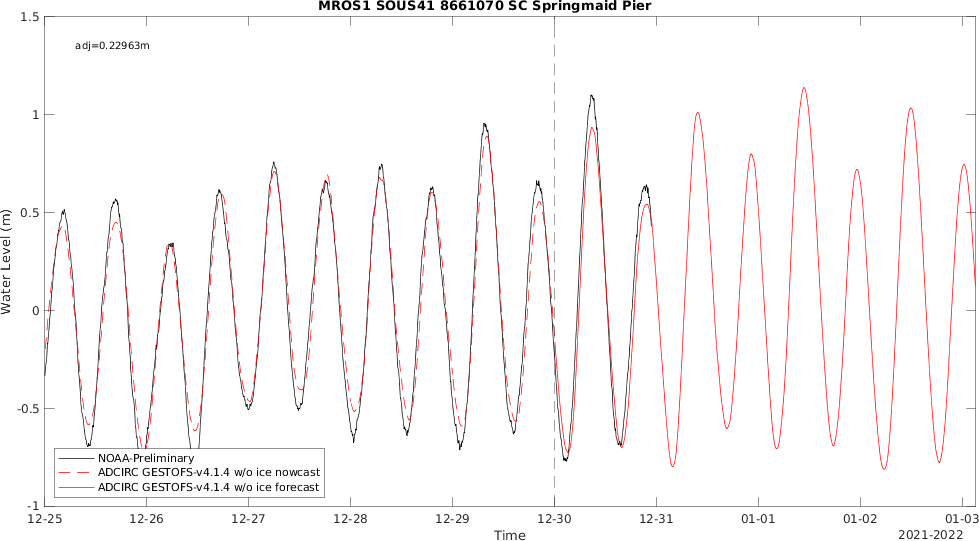 MROS1 SOUS41 8661070 SC Springmaid Pier
adj=0.22963m
1.5
1
0.5
0
-0.5
-1
Water Level (m)
NOAA-Preliminary
ADCIRC GESTOFS-v4.1.4 w/o ice nowcast
ADCIRC GESTOFS-v4.1.4 w/o ice forecast
12-25 12-26 12-27 12-28 12-29 12-30 12-31 01-01 01-02 01-03
Time
2021-2022